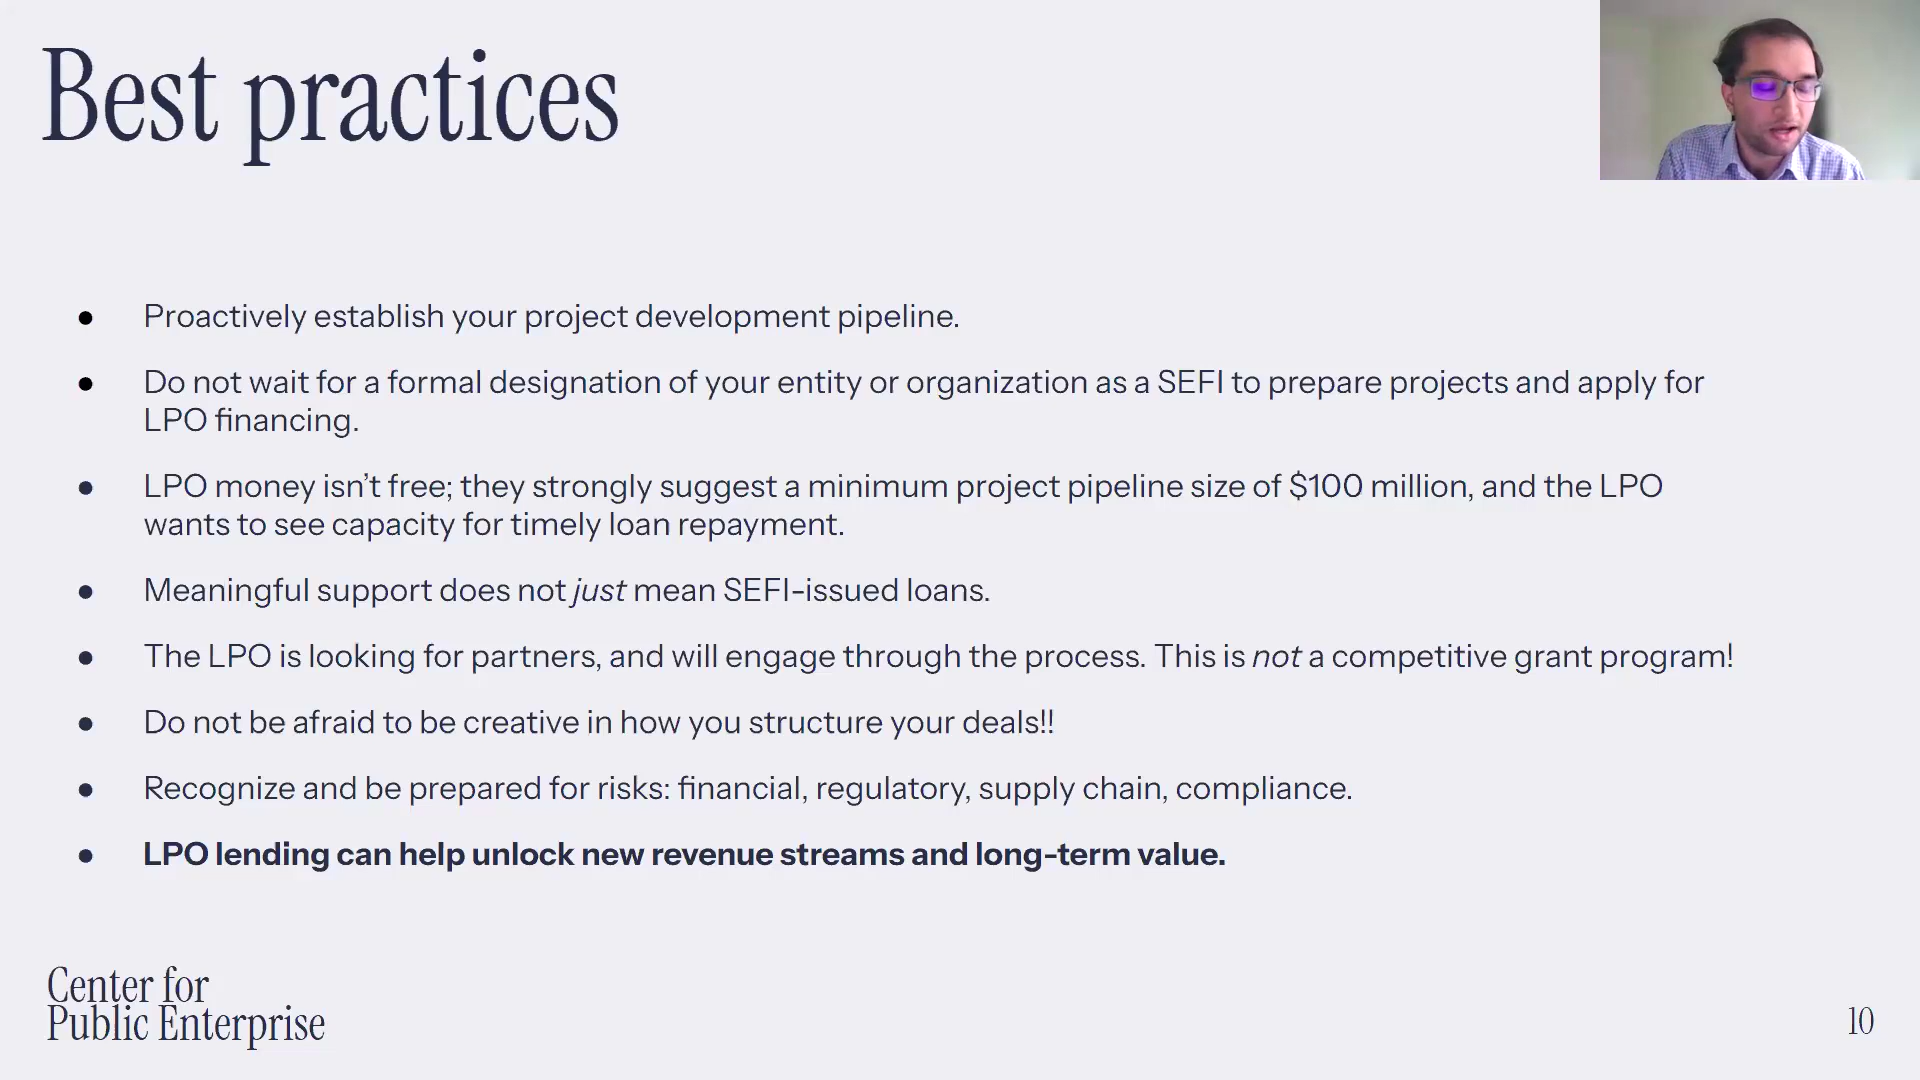 Best practices
● Proactively establish your project development pipeline.
● Do not wait for a formal designation of your entity or organization as a SEFI to prepare projects and apply for
LPO financing.
● LPO money isn’t free; they strongly suggest a minimum project pipeline size of $100 million, and the LPO
wants to see capacity for timely loan repayment.
● Meaningful support does not just mean SEFI-issued loans.
● The LPO is looking for partners, and will engage through the process. This is not a competitive grant program!
● Do not be afraid to be creative in how you structure your deals!!
● Recognize and be prepared for risks: financial, regulatory, supply chain, compliance.
● LPO lending can help unlock new revenue streams and long-term value.
Center for
Public Enterprise
10